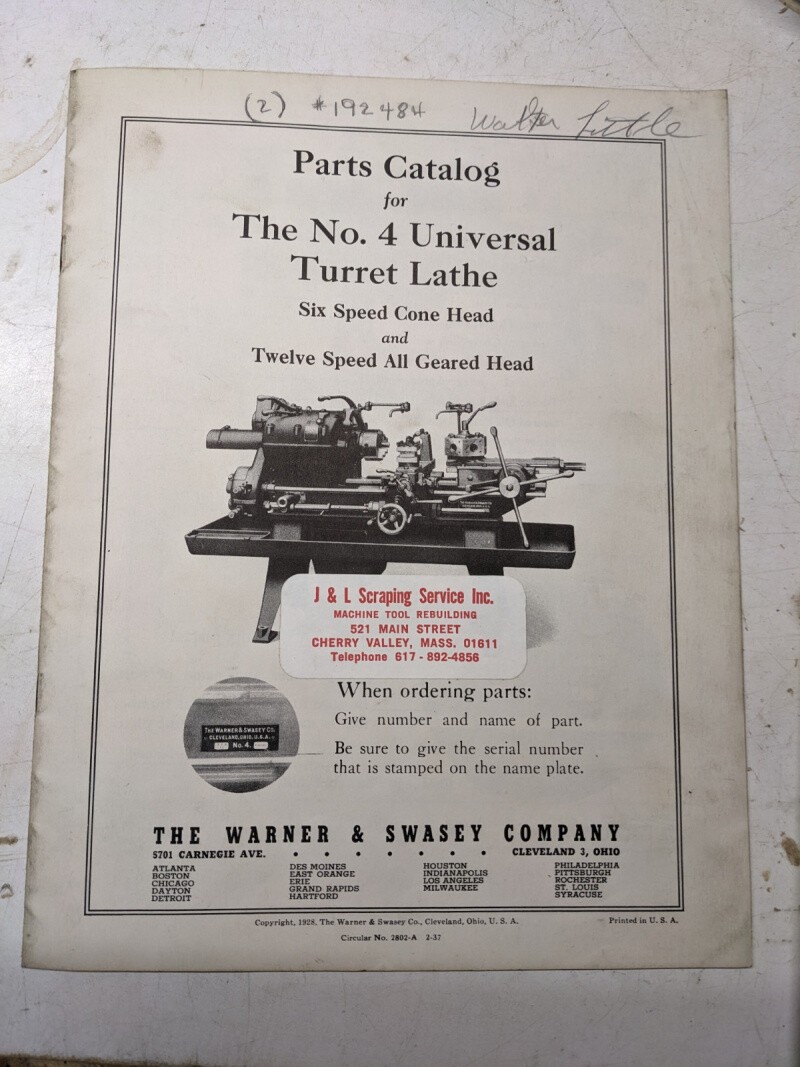 (2) #192484 Walter Little
Parts Catalog
for
The No. 4 Universal
Turret Lathe
Six Speed Cone Head
and
Twelve Speed All Geared Head
J & L Scraping Service Inc.
MACHINE TOOL REBUILDING
521 MAIN STREET
CHERRY VALLEY, MASS. 01611
Telephone 617-892-4856
When ordering parts:
Give number and name of part.
Be sure to give the serial number
that is stamped on the name plate.
THE WARNER & SWASEY CO.
CLEVELAND, OHIO. U.S.A.
No. 4
THE WARNER & SWASEY COMPANY
5701 CARNEGIE AVE. • • • • • • • CLEVELAND 3, OHIO
ATLANTA
BOSTON
CHICAGO
DAYTON
DETROIT
DES MOINES
EAST ORANGE
ERIE
GRAND RAPIDS
HARTFORD
HOUSTON
INDIANAPOLIS
LOS ANGELES
MILWAUKEE
PHILADELPHIA
PITTSBURGH
ROCHESTER
ST. LOUIS
SYRACUSE
Copyright, 1928, The Warner & Swasey Co., Cleveland, Ohio, U. S. A. Printed in U. S. A.
Circular No. 2802-A 2-37